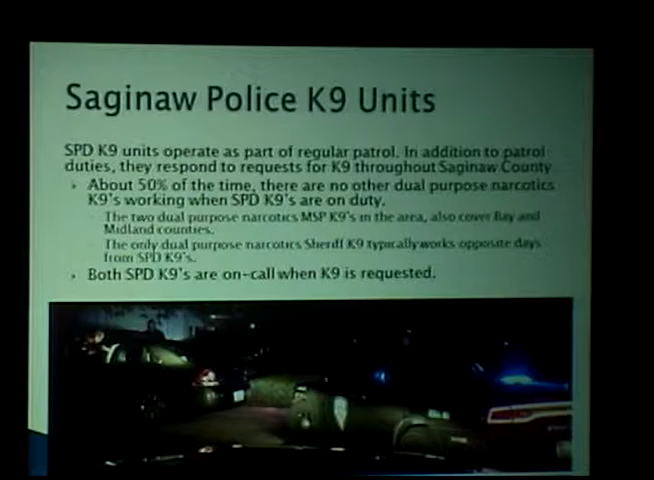 Saginaw Police K9 Units
SPD K9 units operate as part of regular patrol. In addition to patrol
duties, they respond to requests for K9 throughout Saginaw County
About 50% of the time, there are no other dual purpose narcotics
K9's working when SPD K9's are on duty.
The two dual purpose narcotics MSP K9's in the area, also cover Bay and
Midland counties.
The only dual purpose narcotics Sheriff K9 typically works opposite days
from SPD K9's.
Both SPD K9's are on-call when K9 is requested.